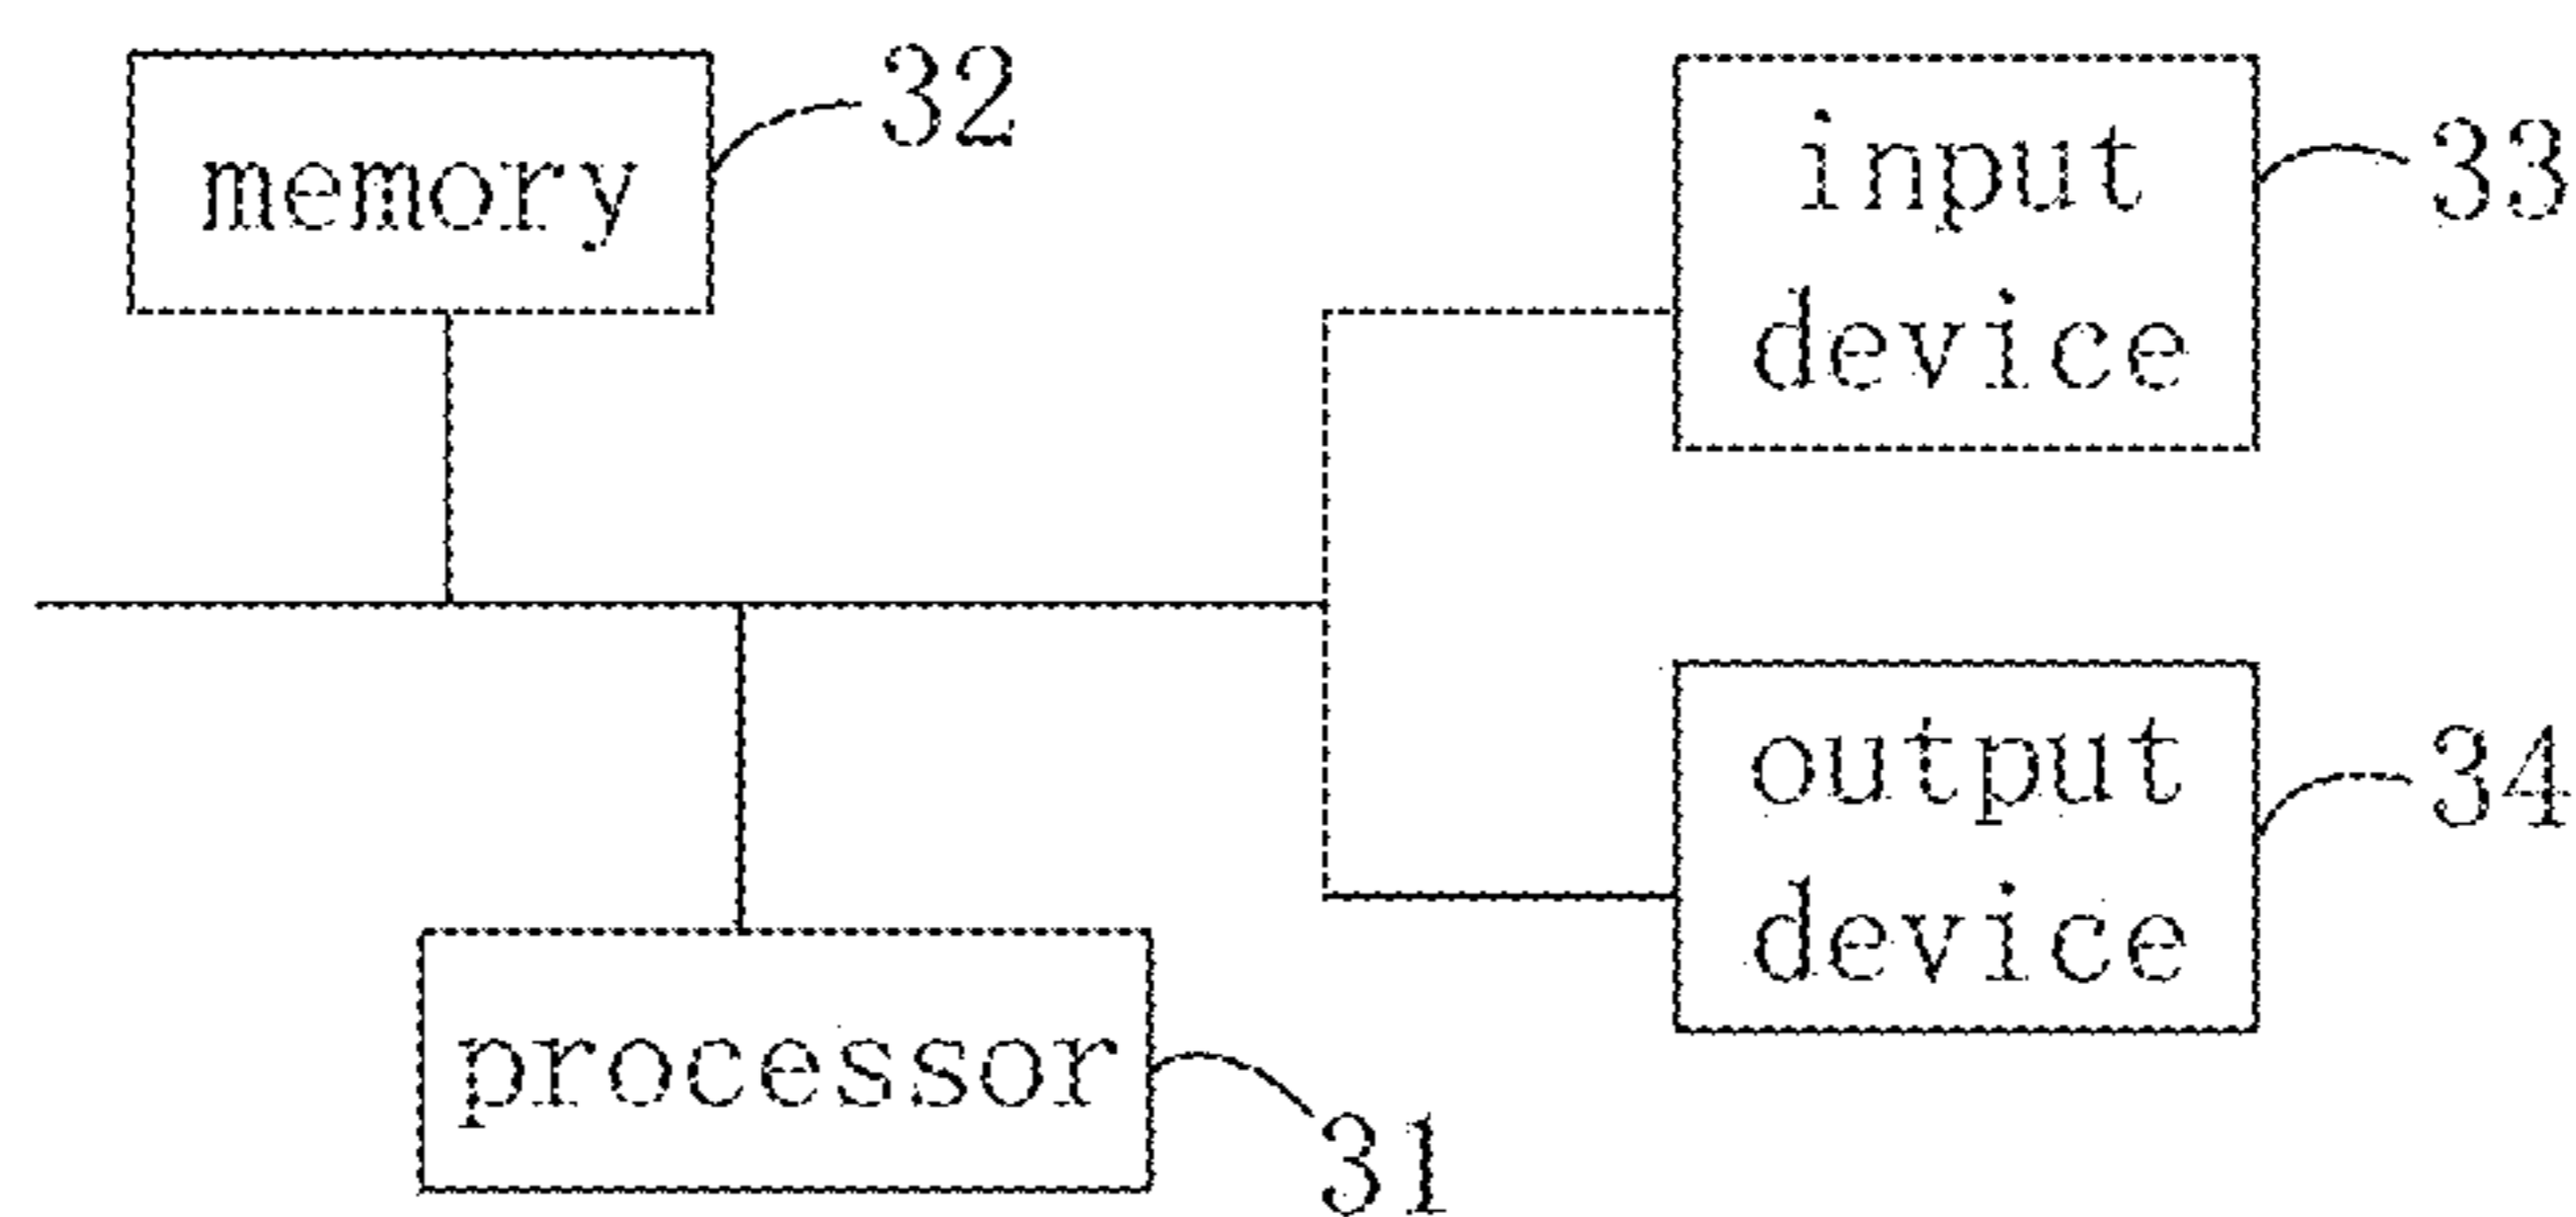 memory
32
input
device
33
output
device
34
processor
31